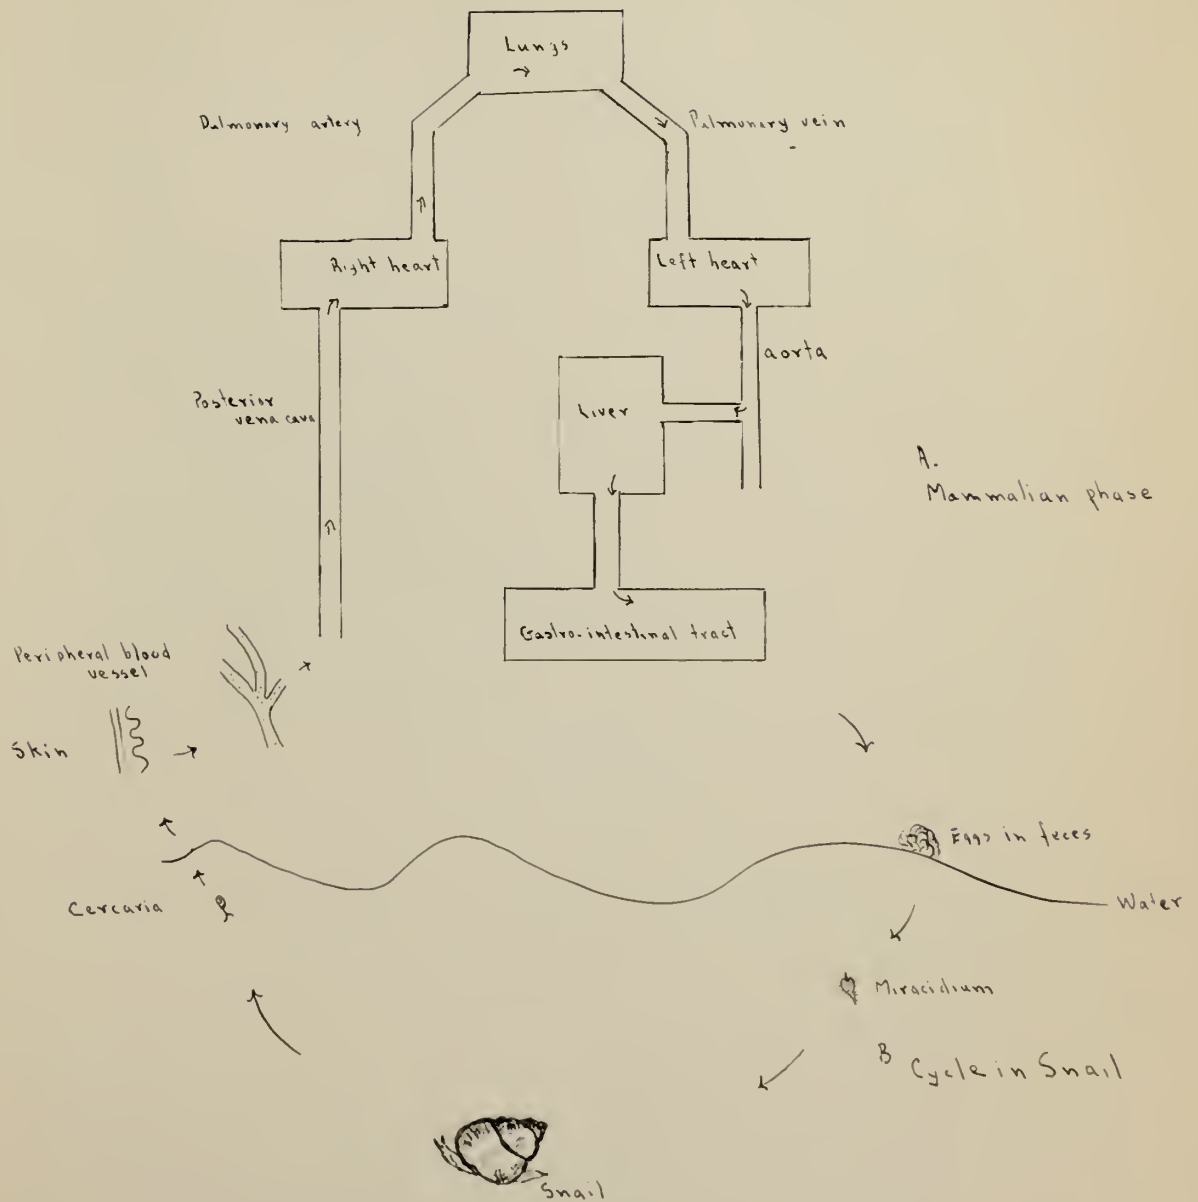 Lungs
Pulmonary artery
Pulmonary vein
Right heart
Left heart
aorta
Posterior
vena cava
Liver
A.
Mammalian phase
Gastro-intestinal tract
Peripheral blood
vessel
Skin
Eggs in feces
Cercaria
Water
Miracidium
B Cycle in Snail
Snail